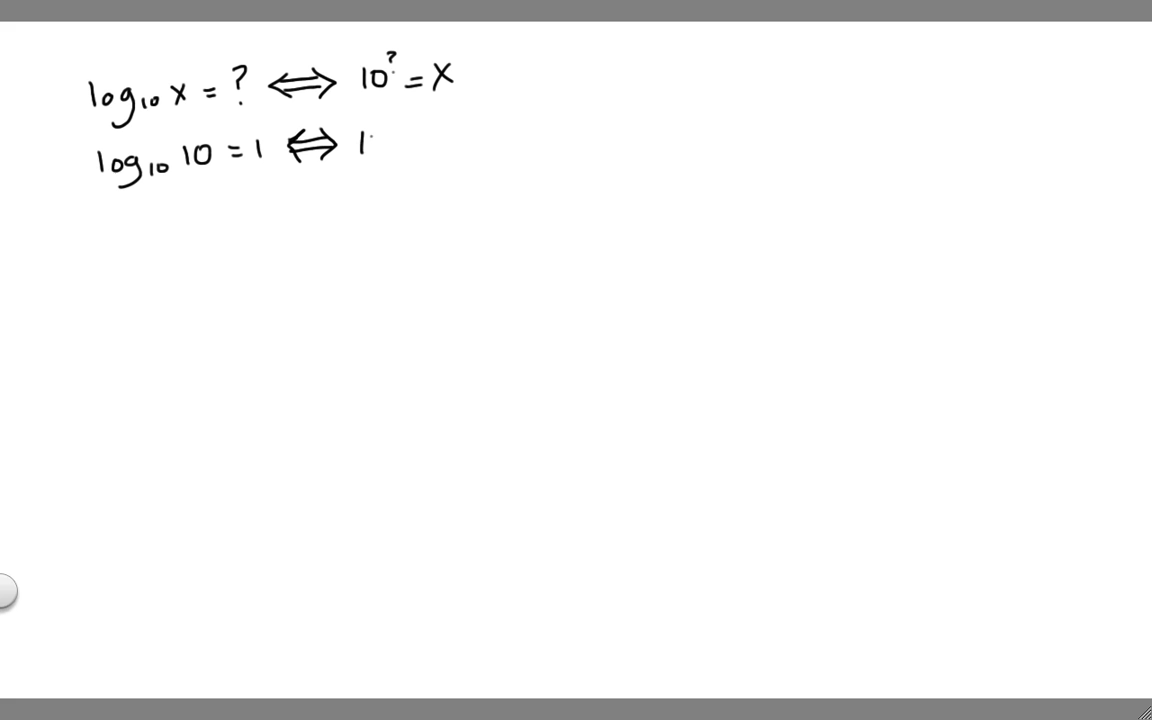 log₁₀ x = ? ⟺ 10^? = x
log₁₀ 10 = 1 ⟺ 1